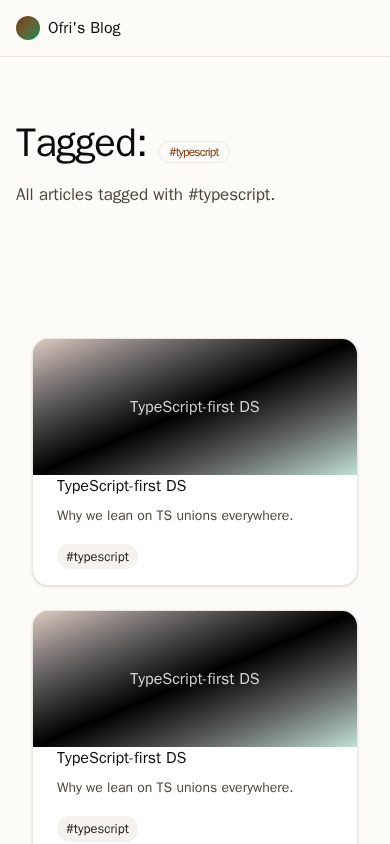 Ofri's Blog
Tagged: #typescript
All articles tagged with #typescript.
TypeScript-first DS
TypeScript-first DS
Why we lean on TS unions everywhere.
#typescript
TypeScript-first DS
TypeScript-first DS
Why we lean on TS unions everywhere.
#typescript